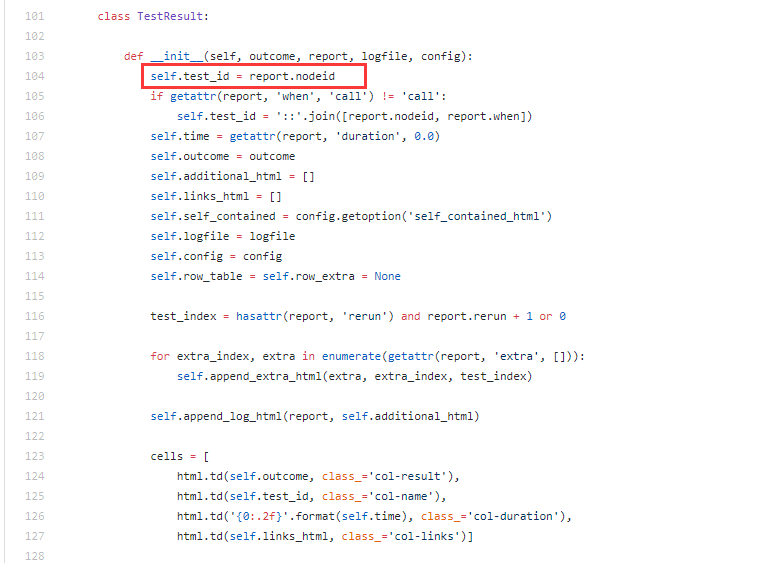 101 class TestResult:
102
103 def __init__(self, outcome, report, logfile, config):
104 self.test_id = report.nodeid
105 if getattr(report, 'when', 'call') != 'call':
106 self.test_id = '::'.join([report.nodeid, report.when])
107 self.time = getattr(report, 'duration', 0.0)
108 self.outcome = outcome
109 self.additional_html = []
110 self.links_html = []
111 self.self_contained = config.getoption('self_contained_html')
112 self.logfile = logfile
113 self.config = config
114 self.row_table = self.row_extra = None
115
116 test_index = hasattr(report, 'rerun') and report.rerun + 1 or 0
117
118 for extra_index, extra in enumerate(getattr(report, 'extra', [])):
119 self.append_extra_html(extra, extra_index, test_index)
120
121 self.append_log_html(report, self.additional_html)
122
123 cells = [
124 html.td(self.outcome, class_='col-result'),
125 html.td(self.test_id, class_='col-name'),
126 html.td('{0:.2f}'.format(self.time), class_='col-duration'),
127 html.td(self.links_html, class_='col-links')]
128